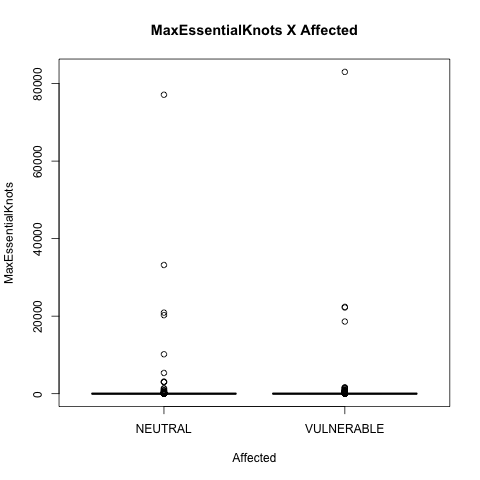 MaxEssentialKnots X Affected
MaxEssentialKnots
80000
60000
40000
20000
0
NEUTRAL
VULNERABLE
Affected